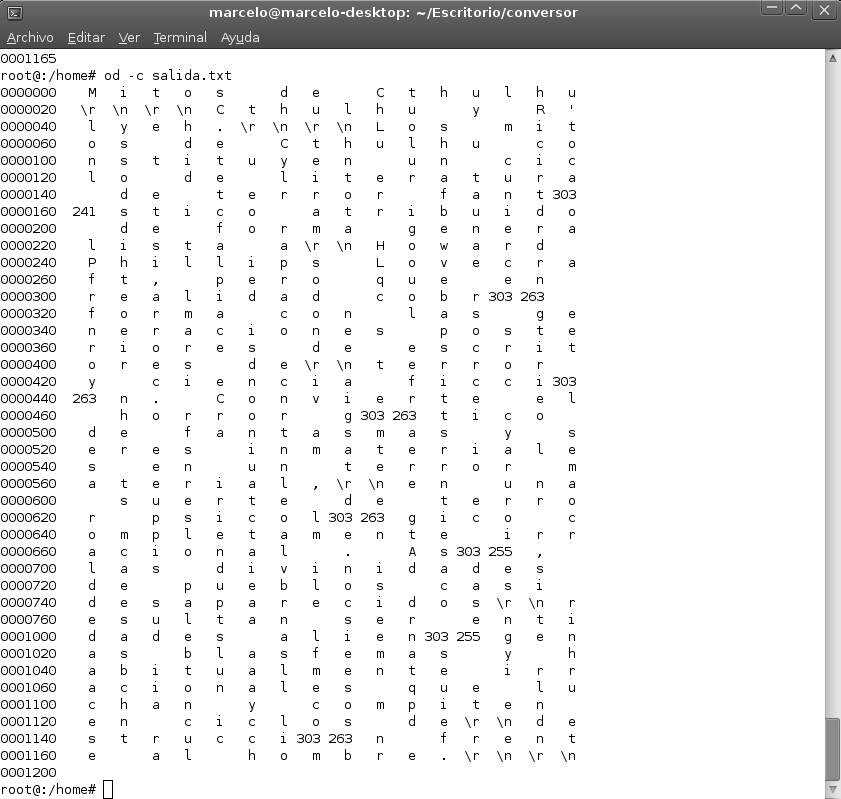 marcelo@marcelo-desktop: ~/Escritorio/conversor
Archivo Editar Ver Terminal Ayuda
0001165
root@:/home# od -c salida.txt
0000000 M i t o s   d e   C t h u l h u
0000020 \r \n \r \n C t h u l h u   y   R '
0000040 l y e h . \r \n \r \n L o s   m i t
0000060 o s   d e   C t h u l h u   c o
0000100 n s t i t u y e n   u n   c i c
0000120 l o   d e   l i t e r a t u r a
0000140   d e   t e r r o r   f a n t 303
0000160 241 s t i c o   a t r i b u i d o
0000200   d e   f o r m a   g e n e r a
0000220 l i s t a   a \r \n H o w a r d
0000240 P h i l l i p s   L o v e c r a
0000260 f t ,   p e r o   q u e   e n
0000300 r e a l i d a d   c o b r 303 263
0000320 f o r m a   c o n   l a s   g e
0000340 n e r a c i o n e s   p o s t e
0000360 r i o r e s   d e   e s c r i t
0000400 o r e s   d e \r \n t e r r o r
0000420 y   c i e n c i a   f i c c i 303
0000440 263 n .   C o n v i e r t e   e l
0000460   h o r r o r   g 303 263 t i c o
0000500 d e   f a n t a s m a s   y   s
0000520 e r e s   i n m a t e r i a l e
0000540 s   e n   u n   t e r r o r   m
0000560 a t e r i a l , \r \n e n   u n a
0000600   s u e r t e   d e   t e r r o
0000620 r   p s i c o l 303 263 g i c o   c
0000640 o m p l e t a m e n t e   i r r
0000660 a c i o n a l   .   A s 303 255 ,
0000700 l a s   d i v i n i d a d e s
0000720 d e   p u e b l o s   c a s i
0000740 d e s a p a r e c i d o s \r \n r
0000760 e s u l t a n   s e r   e n t i
0001000 d a d e s   a l i e n 303 255 g e n
0001020 a s   b l a s f e m a s   y   h
0001040 a b i t u a l m e n t e   i r r
0001060 a c i o n a l e s   q u e   l u
0001100 c h a n   y   c o m p i t e n
0001120 e n   c i c l o s   d e \r \n d e
0001140 s t r u c c i 303 263 n   f r e n t
0001160 e   a l   h o m b r e . \r \n \r \n
0001200
root@:/home#